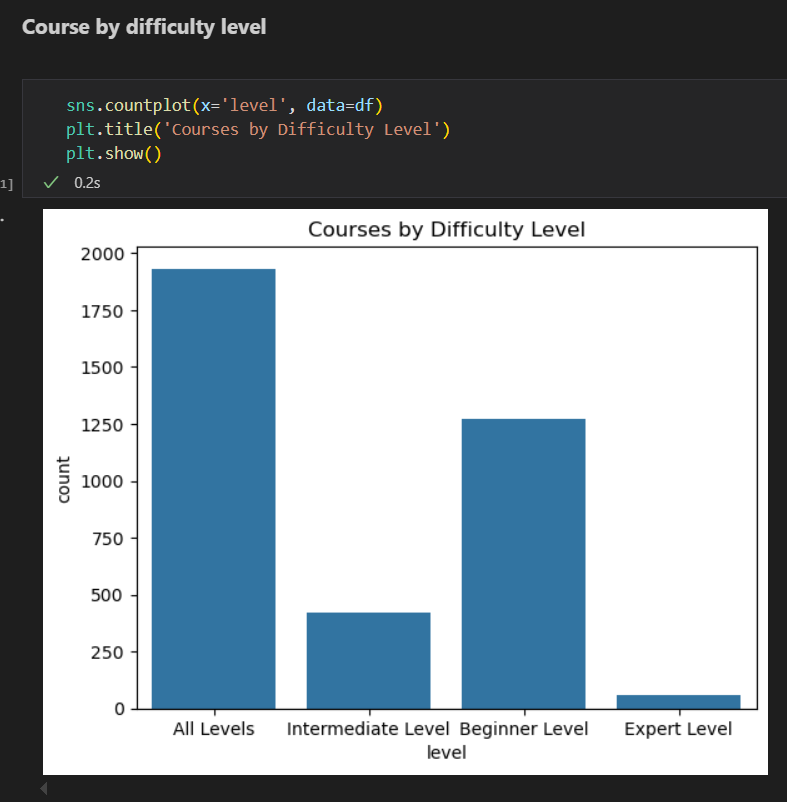 Course by difficulty level
sns.countplot(x='level', data=df)
plt.title('Courses by Difficulty Level')
plt.show()
1]
0.2s
Courses by Difficulty Level
2000
1750
1500
1250
1000
750
500
250
0
count
All Levels Intermediate Level Beginner Level Expert Level
level